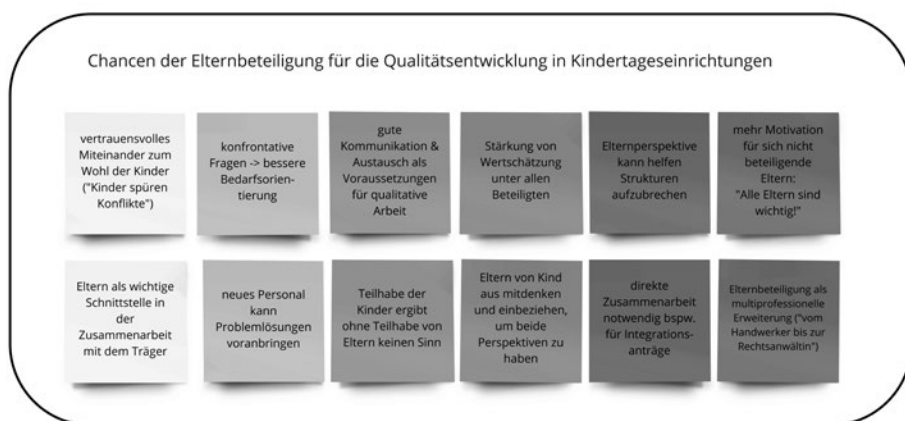 Chancen der Elternbeteiligung für die Qualitätsentwicklung in Kindertageseinrichtungen
vertrauensvolles
Miteinander zum
Wohl der Kinder
("Kinder spüren
Konflikte")
konfrontative
Fragen -> bessere
Bedarfsorien-
tierung
gute
Kommunikation &
Austausch als
Voraussetzungen
für qualitative
Arbeit
Stärkung von
Wertschätzung
unter allen
Beteiligten
Elternperspektive
kann helfen
Strukturen
aufzubrechen
mehr Motivation
für sich nicht
beteiligende
Eltern:
"Alle Eltern sind
wichtig!"
Eltern als wichtige
Schnittstelle in
der
Zusammenarbeit
mit dem Träger
neues Personal
kann
Problemlösungen
voranbringen
Teilhabe der
Kinder ergibt
ohne Teilhabe von
Eltern keinen Sinn
Eltern von Kind
aus mitdenken
und einbeziehen,
um beide
Perspektiven zu
haben
direkte
Zusammenarbeit
notwendig bspw.
für Integrations-
anträge
Elternbeteiligung als
multiprofessionelle
Erweiterung ("vom
Handwerker bis zur
Rechtsanwältin")